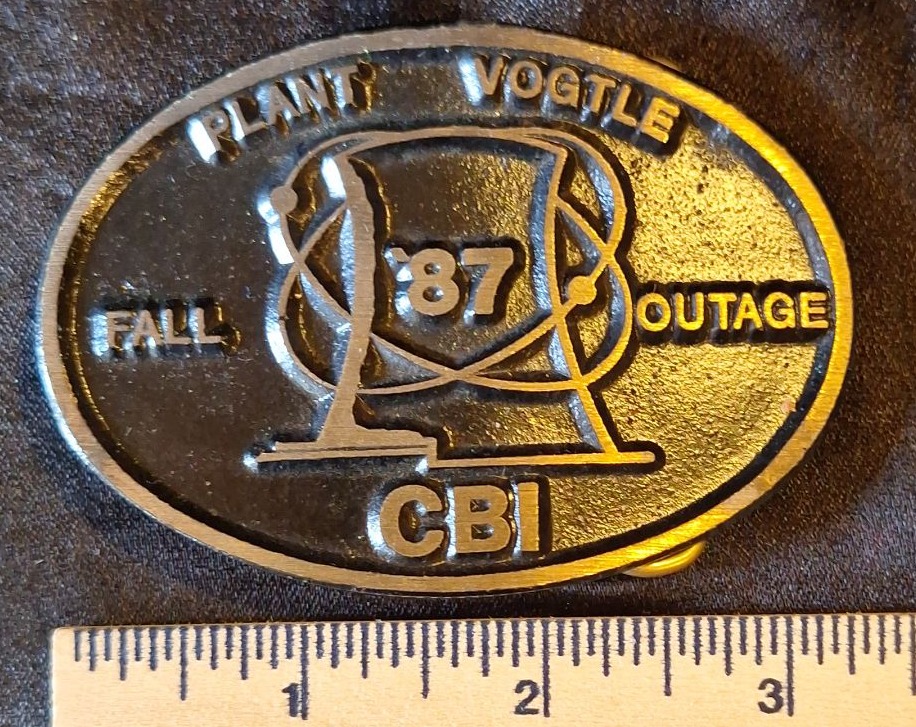 PLANT VOGTLE
'87
FALL OUTAGE
CBI
1 2 3